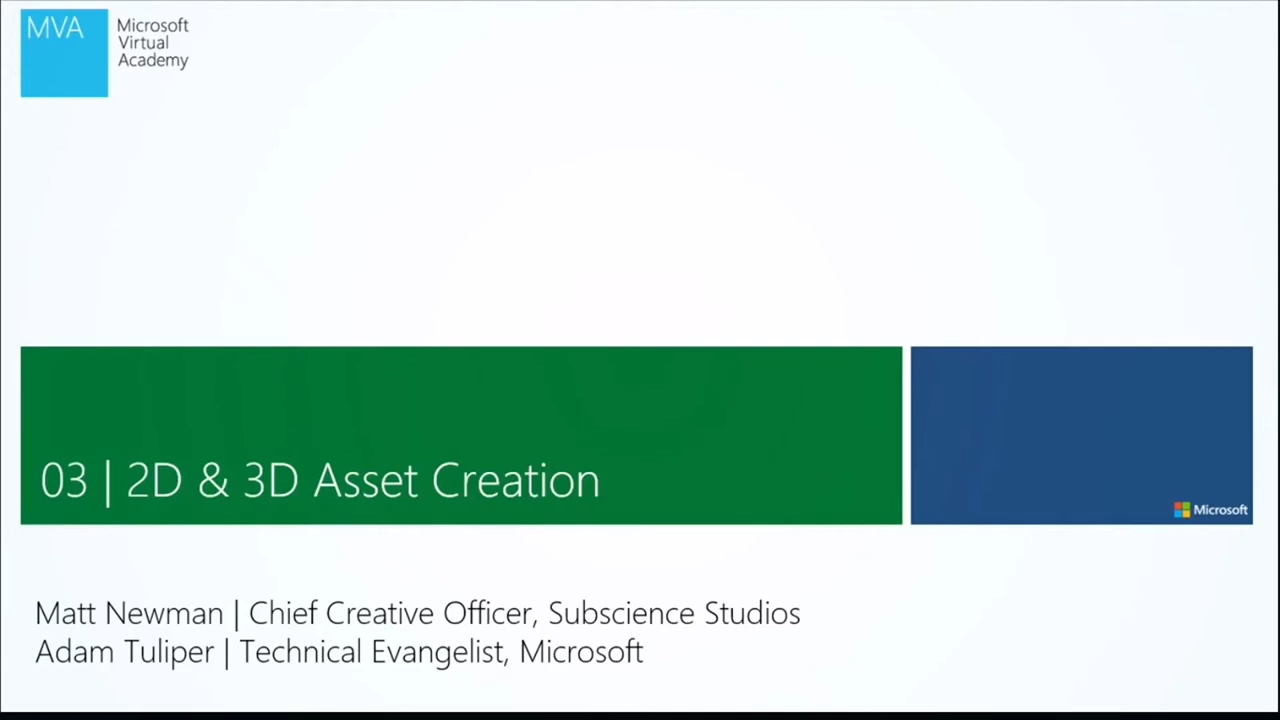 MVA
Microsoft
Virtual
Academy
03 | 2D & 3D Asset Creation
Microsoft
Matt Newman | Chief Creative Officer, Subscience Studios
Adam Tuliper | Technical Evangelist, Microsoft